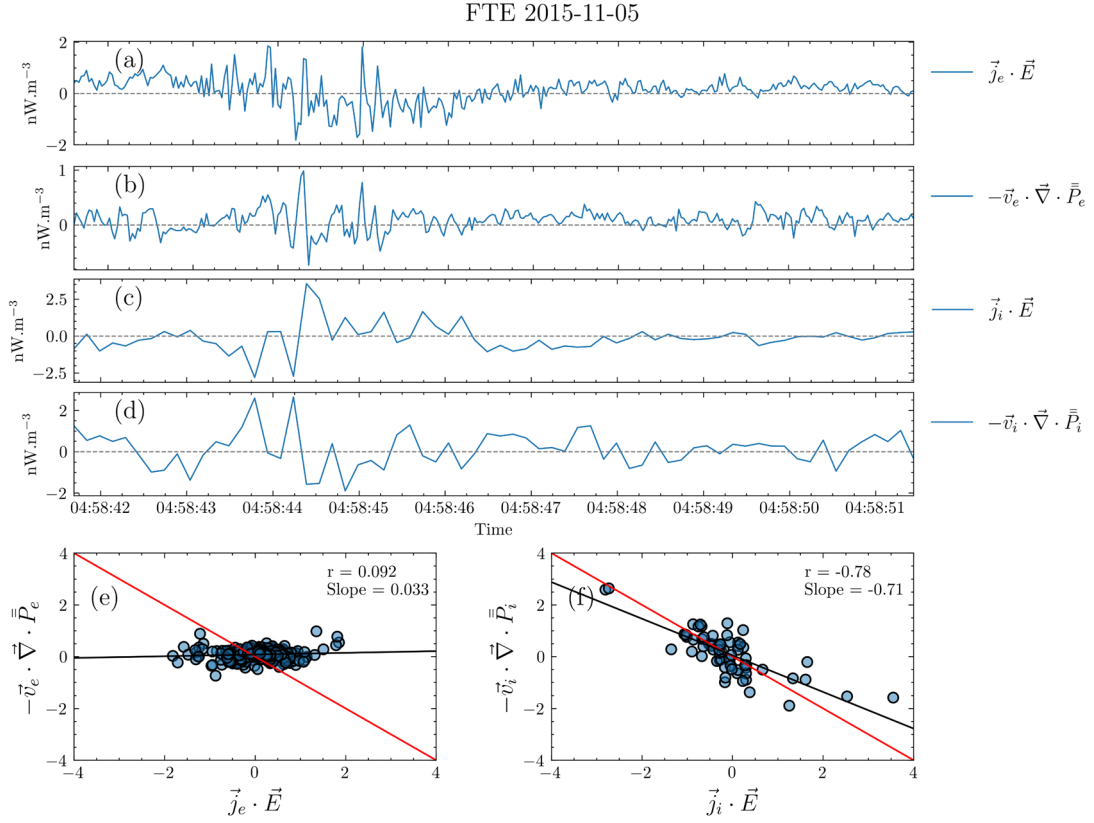 FTE 2015-11-05
2
0
−2
nW.m⁻³
(a)
j⃗ₑ · E⃗
1
0
nW.m⁻³
(b)
−v⃗ₑ · ∇⃗ · P̿ₑ
2.5
0.0
−2.5
nW.m⁻³
(c)
j⃗ᵢ · E⃗
2
0
−2
nW.m⁻³
(d)
−v⃗ᵢ · ∇⃗ · P̿ᵢ
04:58:42 04:58:43 04:58:44 04:58:45 04:58:46 04:58:47 04:58:48 04:58:49 04:58:50 04:58:51
Time
4
2
0
−2
−4
−v⃗ₑ · ∇⃗ · P̿ₑ
(e)
r = 0.092
Slope = 0.033
−4 −2 0 2 4
j⃗ₑ · E⃗
4
2
0
−2
−4
−v⃗ᵢ · ∇⃗ · P̿ᵢ
(f)
r = -0.78
Slope = -0.71
−4 −2 0 2 4
j⃗ᵢ · E⃗